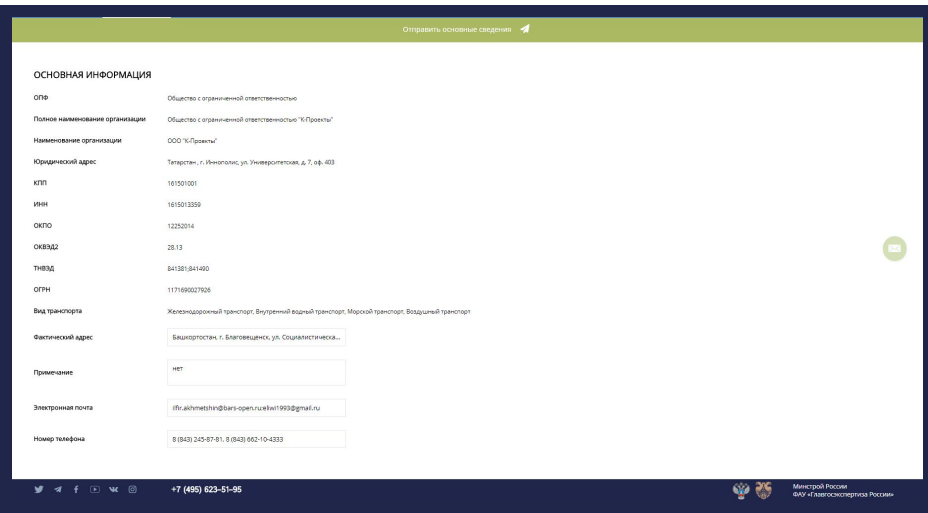 Отправить основные сведения
ОСНОВНАЯ ИНФОРМАЦИЯ
ОПФ Общество с ограниченной ответственностью
Полное наименование организации Общество с ограниченной ответственностью "К-Проекты"
Наименование организации ООО "К-Проекты"
Юридический адрес Татарстан , г. Иннополис, ул. Университетская, д. 7, оф. 403
КПП 161501001
ИНН 1615013359
ОКПО 12252014
ОКВЭД2 28.13
ТНВЭД 841381;841490
ОГРН 1171690027926
Вид транспорта Железнодорожный транспорт, Внутренний водный транспорт, Морской транспорт, Воздушный транспорт
Фактический адрес Башкортостан, г. Благовещенск, ул. Социалистическа...
Примечание нет
Электронная почта ilfir.akhmetshin@bars-open.ru;eliwi1993@gmail.ru
Номер телефона 8 (843) 245-87-81, 8 (843) 662-10-4333
+7 (495) 623–51–95
Минстрой России
ФАУ «Главгосэкспертиза России»